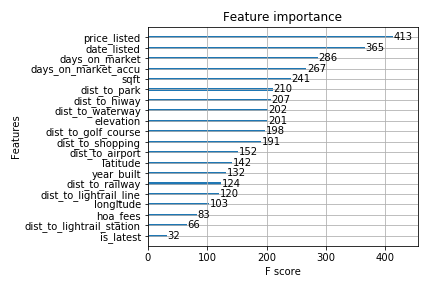 Feature importance
price_listed 413
date_listed 365
days_on_market 286
days_on_market_accu 267
sqft 241
dist_to_park 210
dist_to_hiway 207
dist_to_waterway 202
elevation 201
dist_to_golf_course 198
dist_to_shopping 191
dist_to_airport 152
latitude 142
year_built 132
dist_to_railway 124
dist_to_lightrail_line 120
longitude 103
hoa_fees 83
dist_to_lightrail_station 66
is_latest 32
Features
0 100 200 300 400
F score